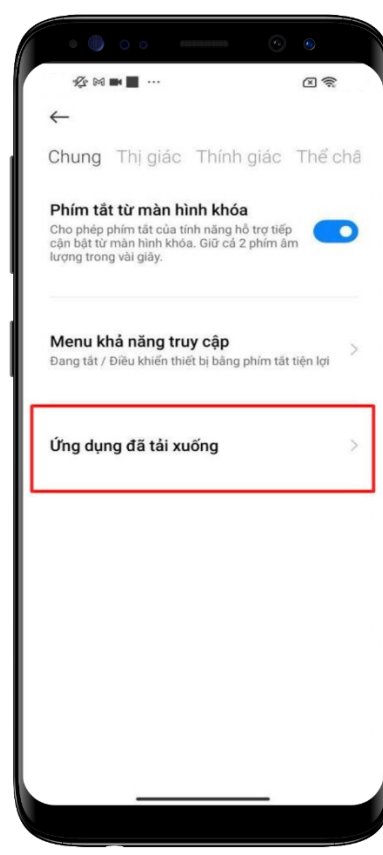 Chung Thị giác Thính giác Thể chấ
Phím tắt từ màn hình khóa
Cho phép phím tắt của tính năng hỗ trợ tiếp
cận bật từ màn hình khóa. Giữ cả 2 phím âm
lượng trong vài giây.
Menu khả năng truy cập
Đang tắt / Điều khiển thiết bị bằng phím tắt tiện lợi
Ứng dụng đã tải xuống